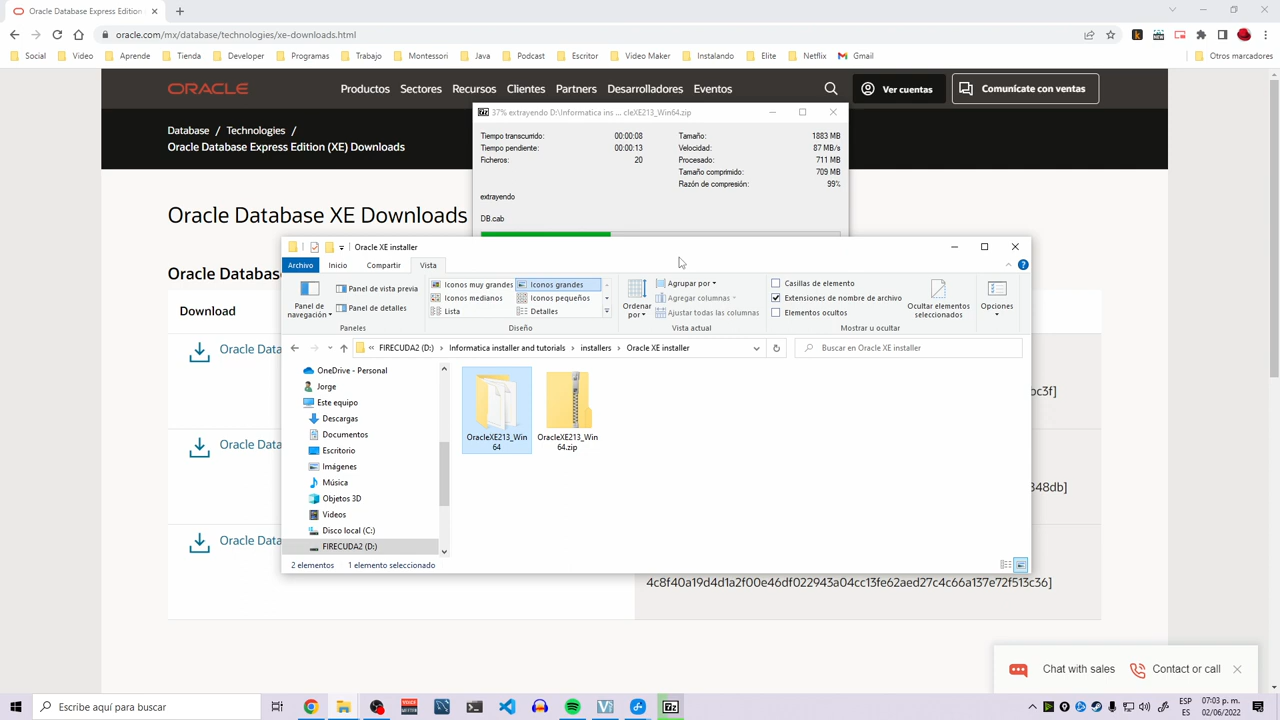 Oracle Database Express Edition
oracle.com/mx/database/technologies/xe-downloads.html
Social Video Aprende Tienda Developer Programas Trabajo Montessori Java Podcast Escritor Video Maker Instalando Elite Netflix Gmail Otros marcadores
ORACLE Productos Sectores Recursos Clientes Partners Desarrolladores Eventos Ver cuentas Comunícate con ventas
Database / Technologies /
Oracle Database Express Edition (XE) Downloads
37% extrayendo D:\Informatica ins ... cleXE213_Win64.zip
Tiempo transcurrido: 00:00:08 Tamaño: 1883 MB
Tiempo pendiente: 00:00:13 Velocidad: 87 MB/s
Ficheros: 20 Procesado: 711 MB
Tamaño comprimido: 709 MB
Razón de compresión: 99%
extrayendo
DB.cab
Oracle Database XE Downloads
Oracle Databas
Download
Oracle Data
Oracle Data
Oracle Data
bc3f]
348db]
4c8f40a19d4d1a2f00e46df022943a04cc13fe62aed27c4c66a137e72f513c36]
Oracle XE installer
Archivo Inicio Compartir Vista
Panel de navegación
Panel de vista previa
Panel de detalles
Paneles
Iconos muy grandes Iconos grandes
Iconos medianos Iconos pequeños
Lista Detalles
Diseño
Ordenar por
Agrupar por
Agregar columnas
Ajustar todas las columnas
Vista actual
Casillas de elemento
Extensiones de nombre de archivo
Elementos ocultos
Ocultar elementos seleccionados
Mostrar u ocultar
Opciones
« FIRECUDA2 (D:) › Informatica installer and tutorials › installers › Oracle XE installer
Buscar en Oracle XE installer
OneDrive - Personal
Jorge
Este equipo
Descargas
Documentos
Escritorio
Imágenes
Música
Objetos 3D
Videos
Disco local (C:)
FIRECUDA2 (D:)
OracleXE213_Win
64
OracleXE213_Win
64.zip
2 elementos 1 elemento seleccionado
Chat with sales Contact or call
Escribe aquí para buscar
ESP
ES
07:03 p. m.
02/06/2022